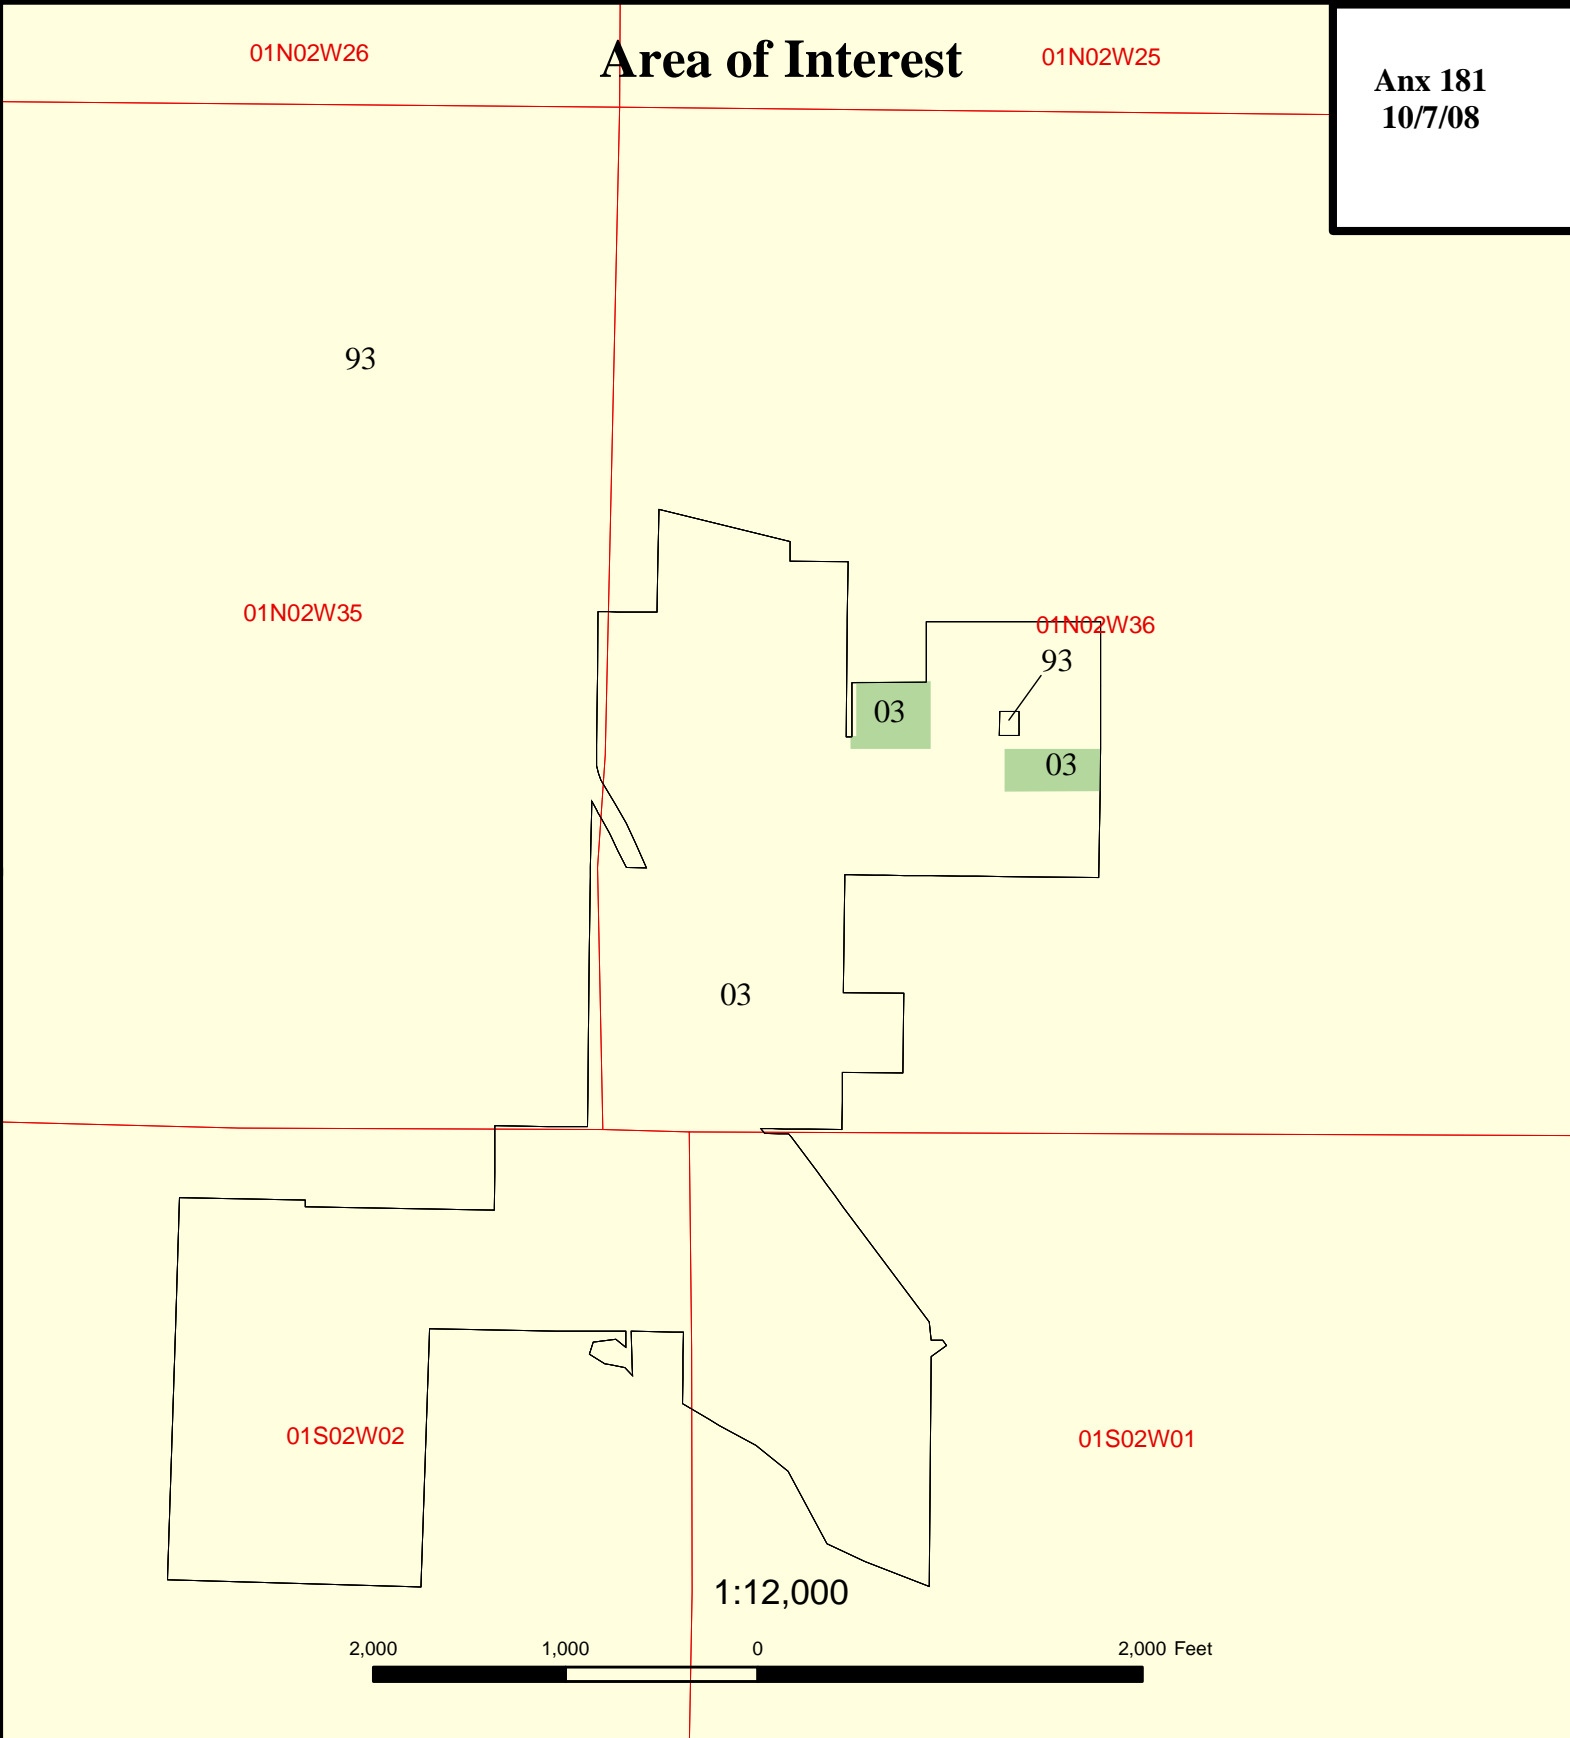 01N02W26
Area of Interest
01N02W25
Anx 181
10/7/08
93
01N02W35
01N02W36
93
03
03
03
01S02W02
01S02W01
1:12,000
2,000 1,000 0 2,000 Feet